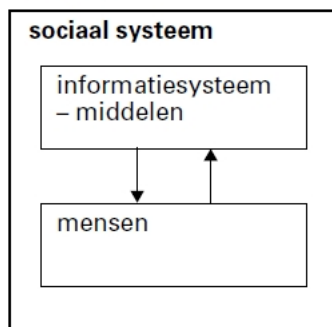 sociaal systeem
informatiesysteem
– middelen
mensen